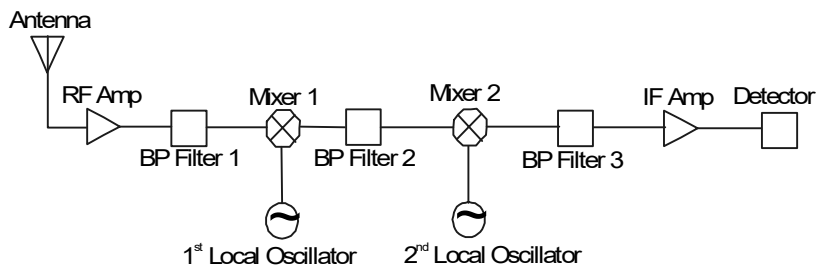 Antenna
RF Amp
Mixer 1
Mixer 2
IF Amp
Detector
BP Filter 1
BP Filter 2
BP Filter 3
1st Local Oscillator
2nd Local Oscillator